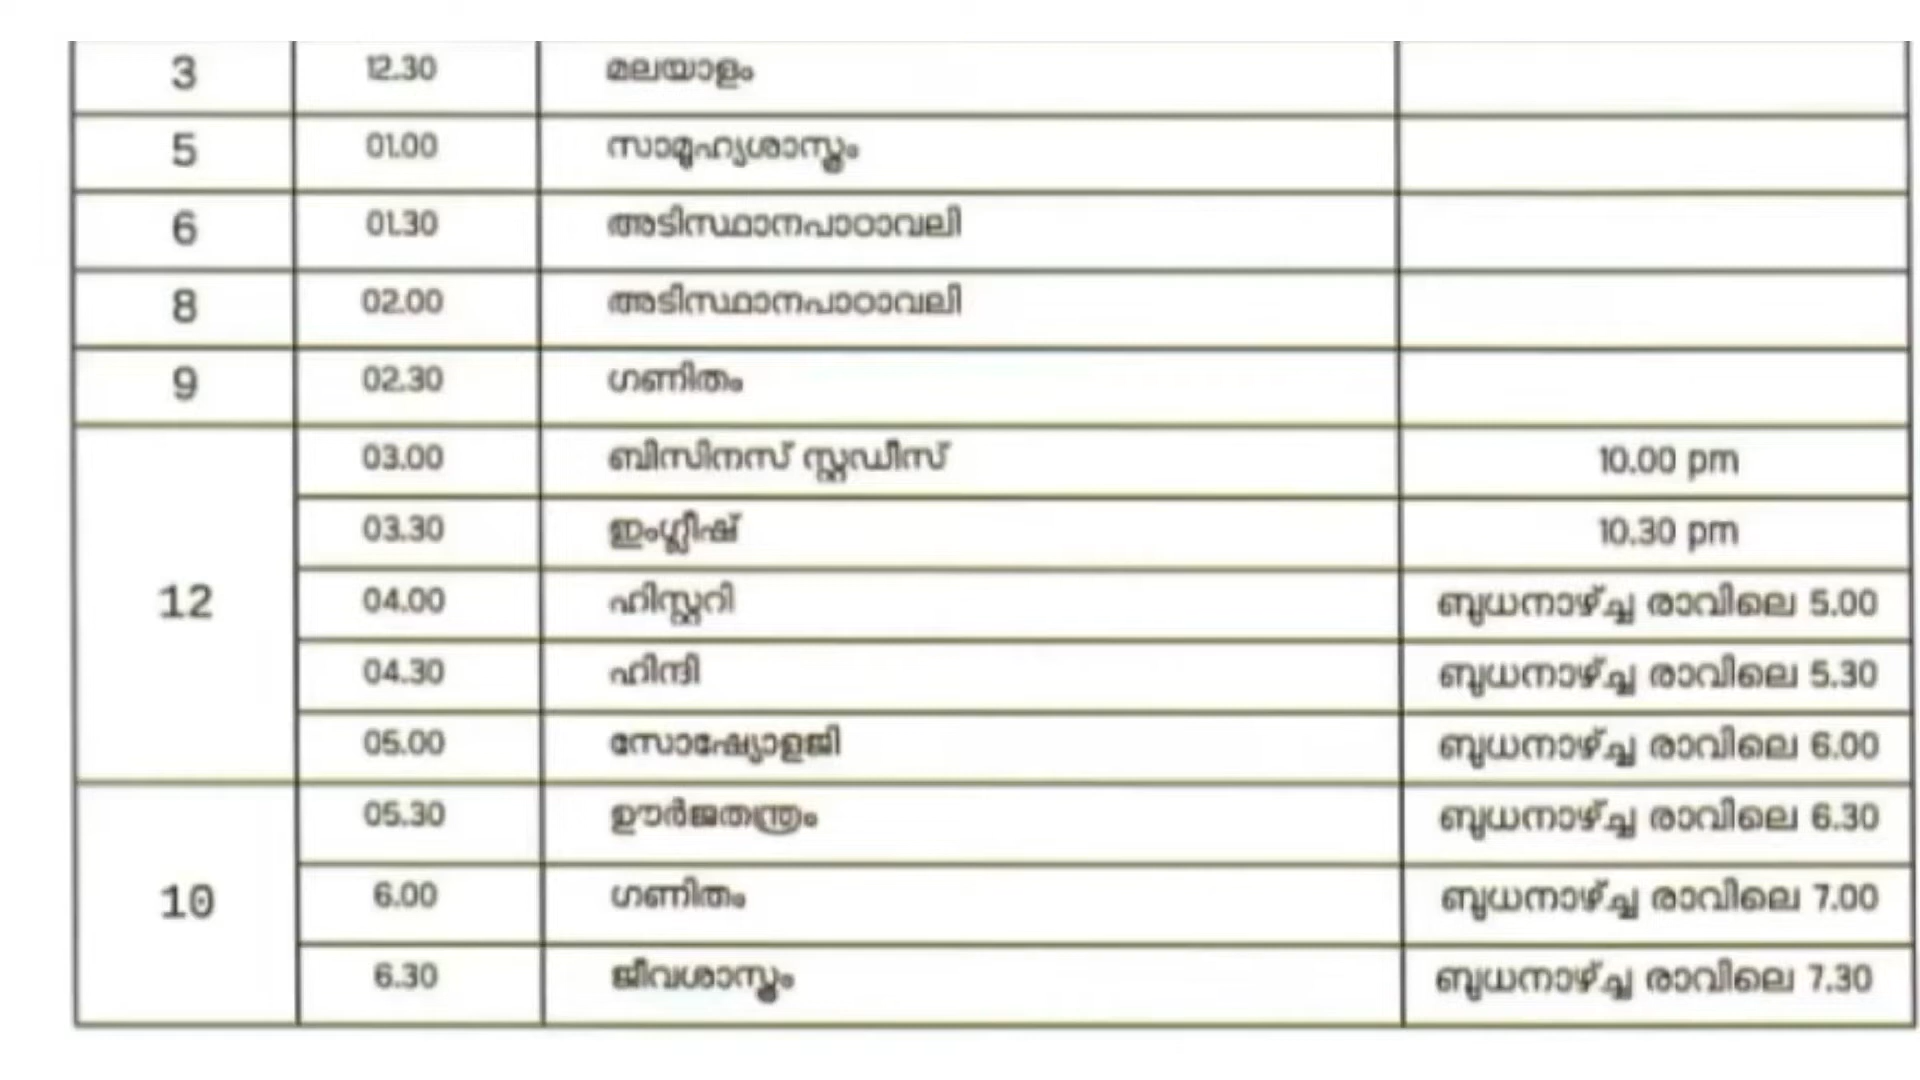 3 12.30 മലയാളം
5 01.00 സാമൂഹ്യശാസ്ത്രം
6 01.30 അടിസ്ഥാനപാഠാവലി
8 02.00 അടിസ്ഥാനപാഠാവലി
9 02.30 ഗണിതം
03.00 ബിസിനസ് സ്റ്റഡീസ് 10.00 pm
03.30 ഇംഗ്ലീഷ് 10.30 pm
12 04.00 ഹിസ്റ്ററി ബുധനാഴ്ച്ച രാവിലെ 5.00
04.30 ഹിന്ദി ബുധനാഴ്ച്ച രാവിലെ 5.30
05.00 സോഷ്യോളജി ബുധനാഴ്ച്ച രാവിലെ 6.00
05.30 ഊർജതന്ത്രം ബുധനാഴ്ച്ച രാവിലെ 6.30
10 6.00 ഗണിതം ബുധനാഴ്ച്ച രാവിലെ 7.00
6.30 ജീവശാസ്ത്രം ബുധനാഴ്ച്ച രാവിലെ 7.30